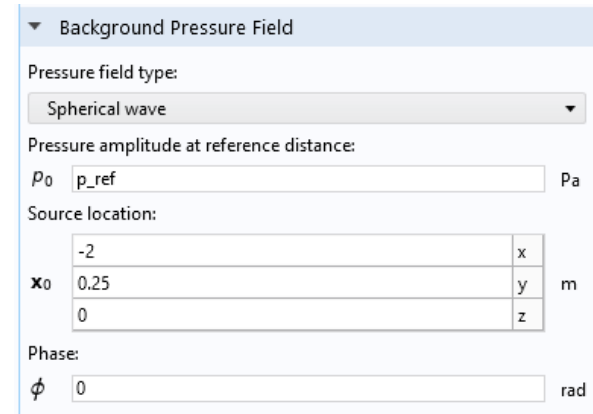 Background Pressure Field
Pressure field type:
Spherical wave
Pressure amplitude at reference distance:
p₀ p_ref Pa
Source location:
-2 x
x₀ 0.25 y m
0 z
Phase:
ϕ 0 rad